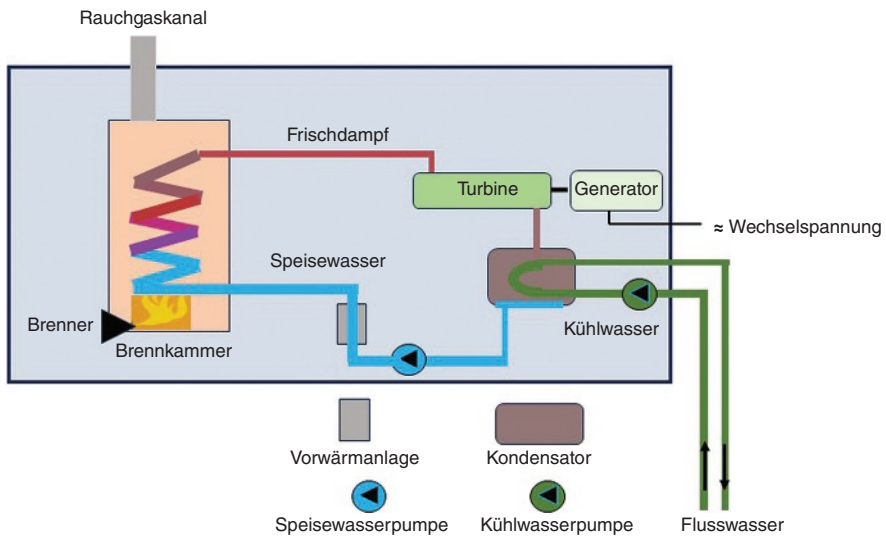 Rauchgaskanal
Frischdampf
Turbine
Generator
≈ Wechselspannung
Speisewasser
Brenner
Brennkammer
Kühlwasser
Vorwärmanlage
Kondensator
Speisewasserpumpe
Kühlwasserpumpe
Flusswasser